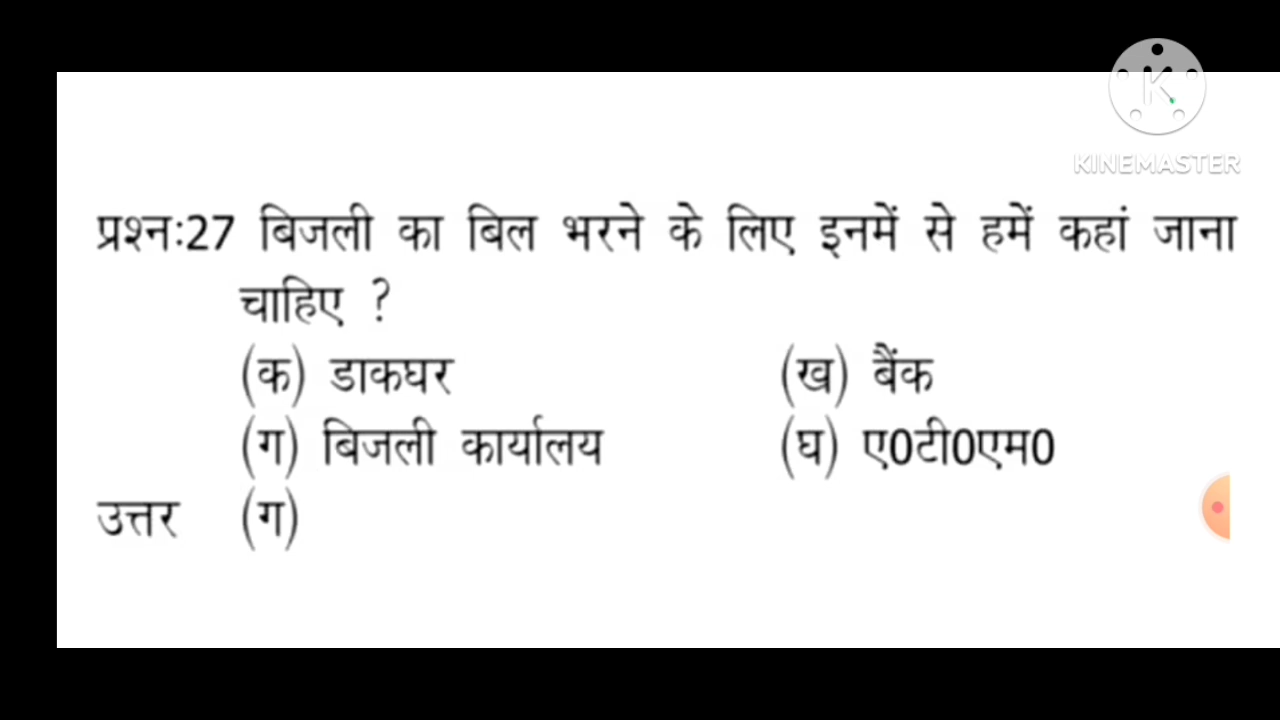 KINEMASTER
प्रश्न:27 बिजली का बिल भरने के लिए इनमें से हमें कहां जाना
चाहिए ?
(क) डाकघर (ख) बैंक
(ग) बिजली कार्यालय (घ) ए0टी0एम0
उत्तर (ग)